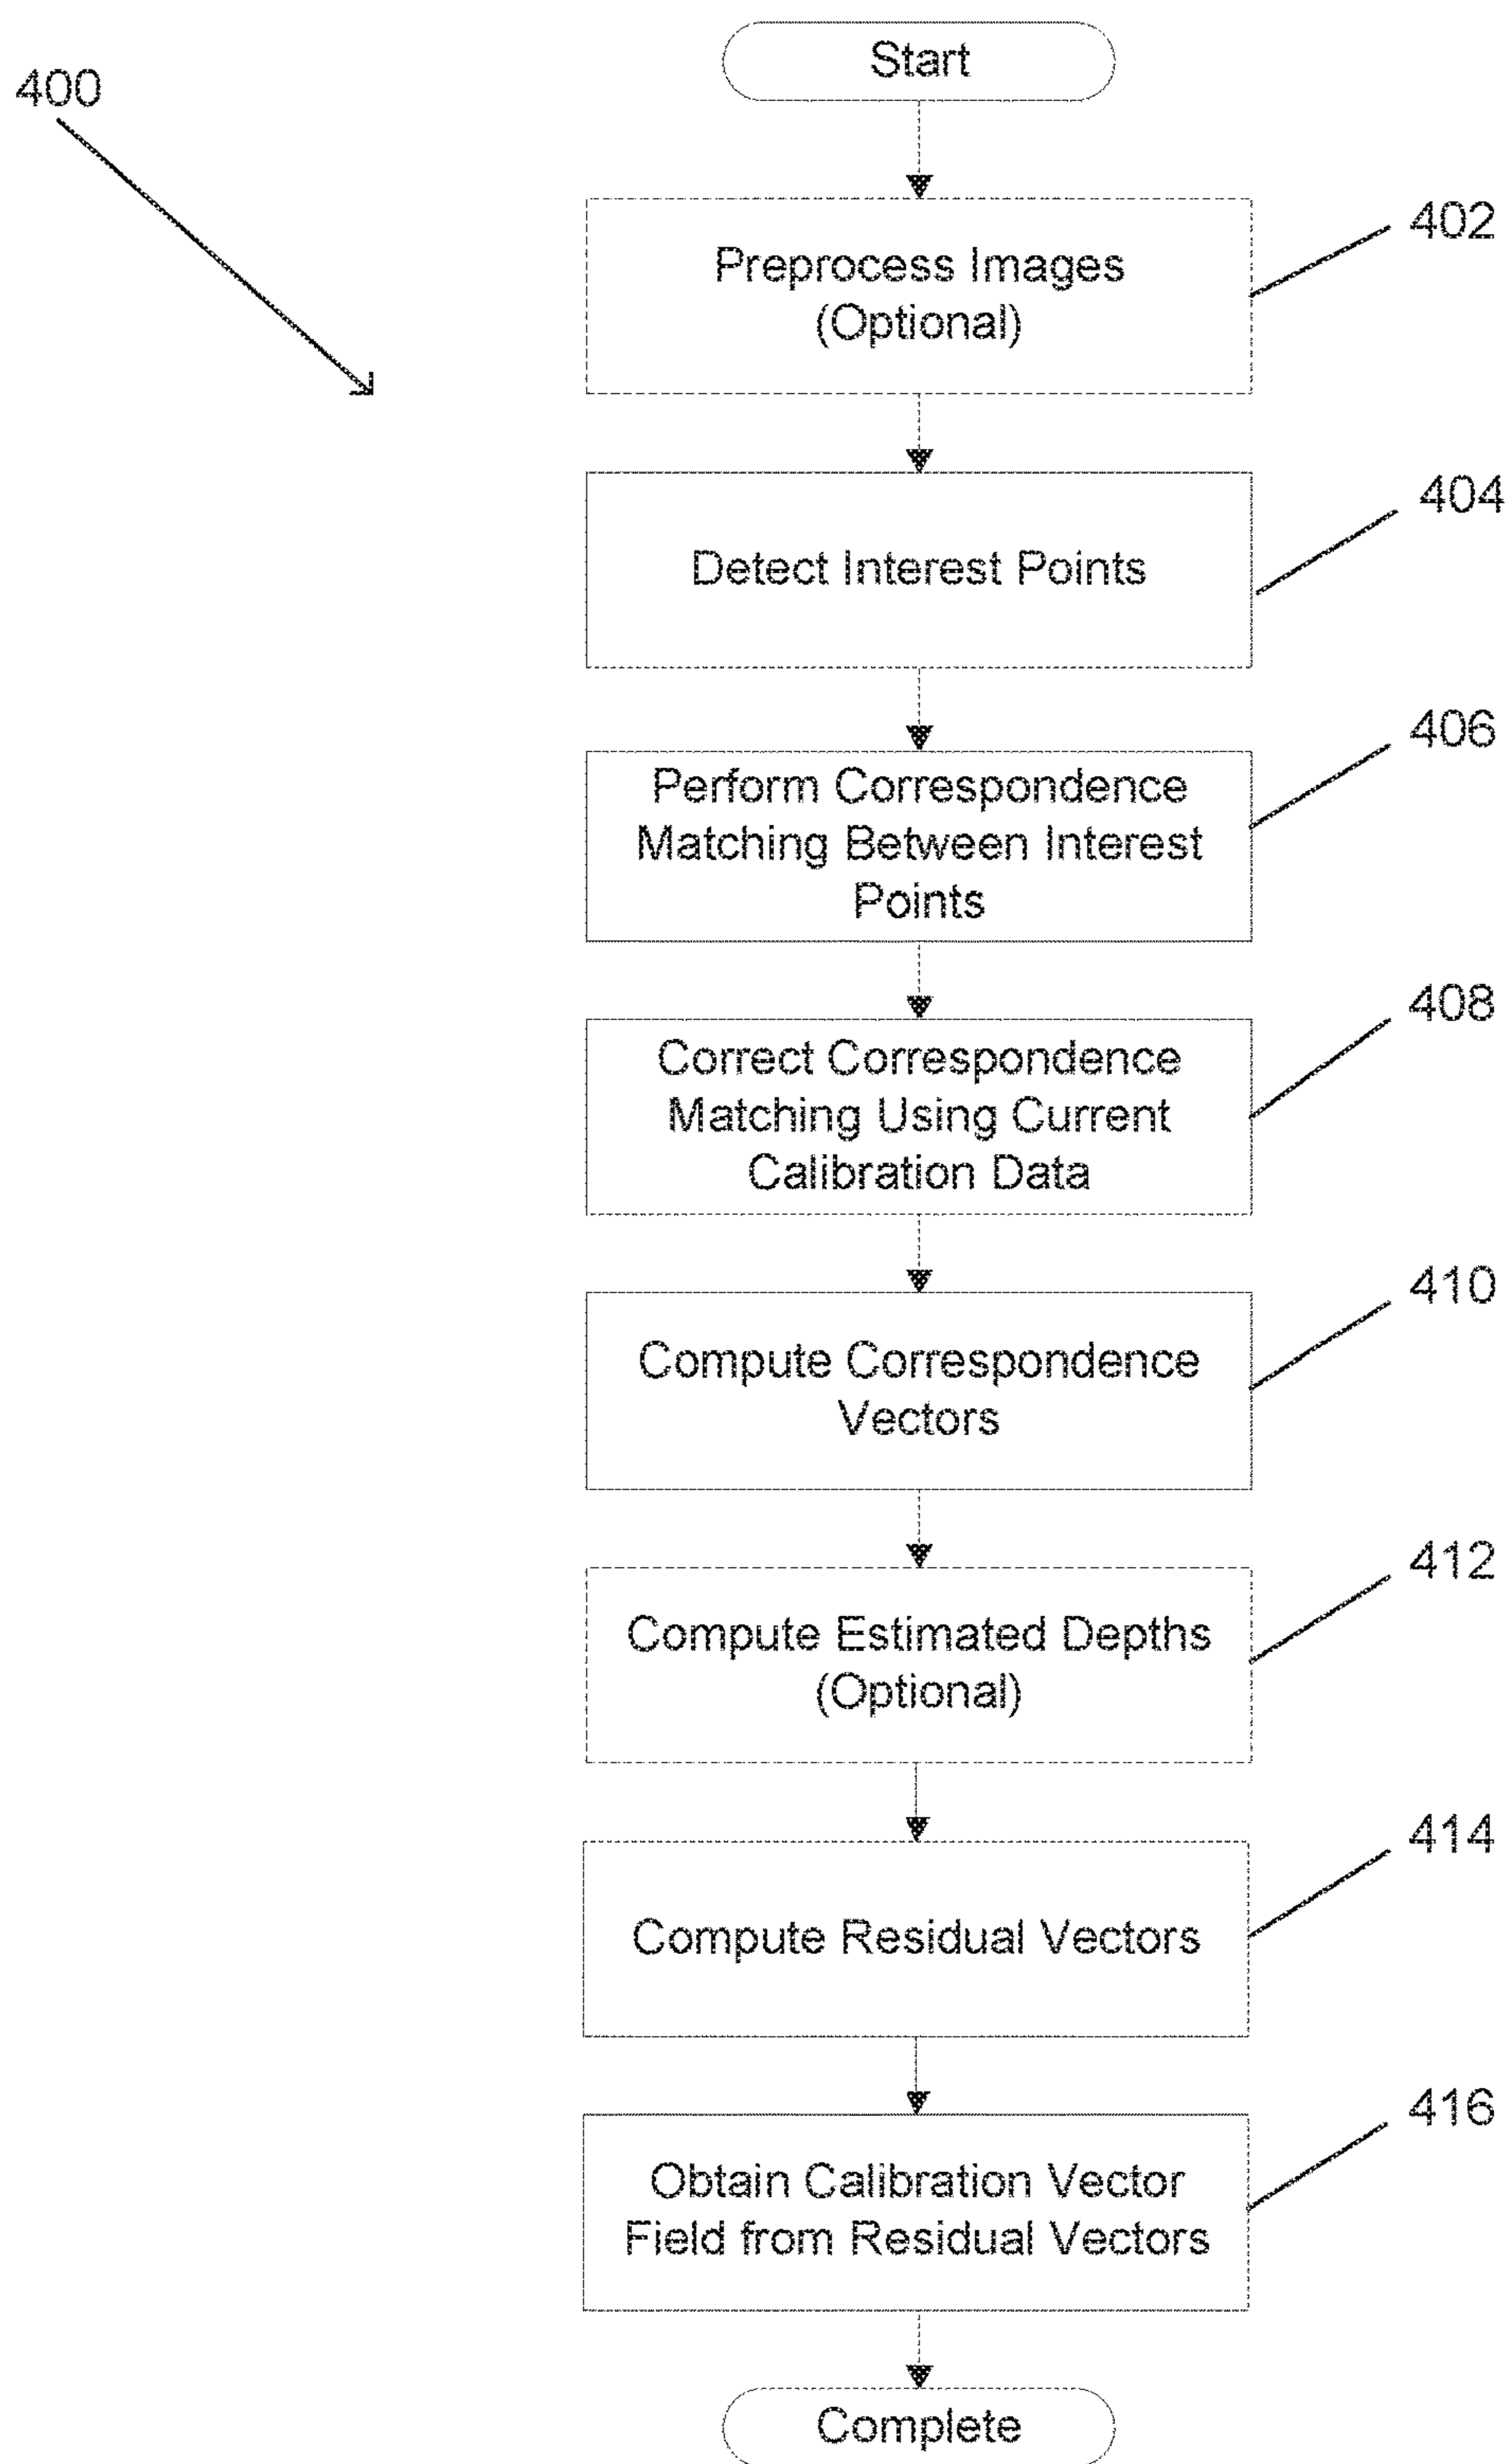 Start
400
Preprocess Images
(Optional)
402
Detect Interest Points
404
Perform Correspondence
Matching Between Interest
Points
406
Correct Correspondence
Matching Using Current
Calibration Data
408
Compute Correspondence
Vectors
410
Compute Estimated Depths
(Optional)
412
Compute Residual Vectors
414
Obtain Calibration Vector
Field from Residual Vectors
416
Complete